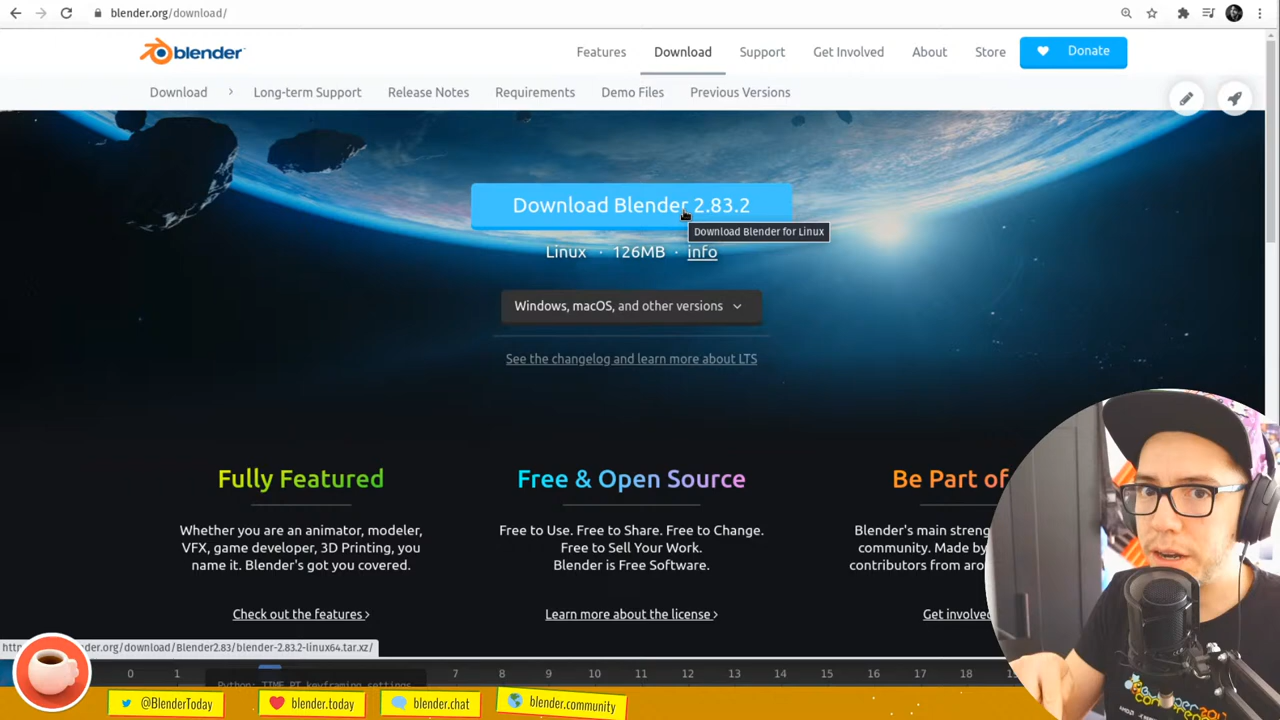 blender.org/download/
blender
Features
Download
Support
Get Involved
About
Store
Donate
Download
Long-term Support
Release Notes
Requirements
Demo Files
Previous Versions
Download Blender 2.83.2
Download Blender for Linux
Linux · 126MB · info
Windows, macOS, and other versions
See the changelog and learn more about LTS
Fully Featured
Whether you are an animator, modeler,
VFX, game developer, 3D Printing, you
name it. Blender's got you covered.
Check out the features
Free & Open Source
Free to Use. Free to Share. Free to Change.
Free to Sell Your Work.
Blender is Free Software.
Learn more about the license
Be Part of
Blender's main
community. Made by
contributors from
Get
der.org/download/Blender2.83/blender-2.83.2-linux64.tar.xz/
0 1 7 8 9 10 11 12 13 14 15 16 17 18
@BlenderToday
blender.today
blender.chat
blender.community